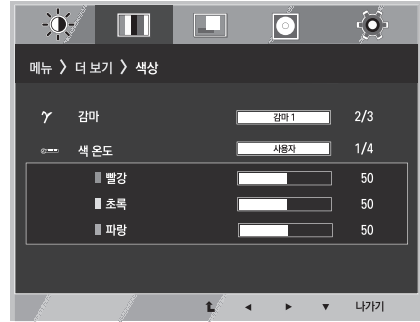 메뉴 > 더 보기 > 색상
γ 감마 감마 1 2/3
색 온도 사용자 1/4
빨강 50
초록 50
파랑 50
나가기